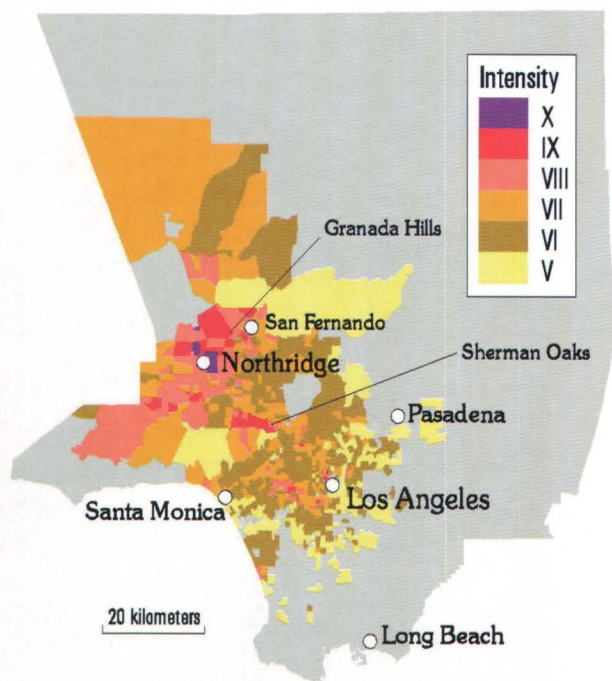 Intensity
X
IX
VIII
VII
VI
V
Granada Hills
San Fernando
Northridge
Sherman Oaks
Pasadena
Los Angeles
Santa Monica
20 kilometers
Long Beach